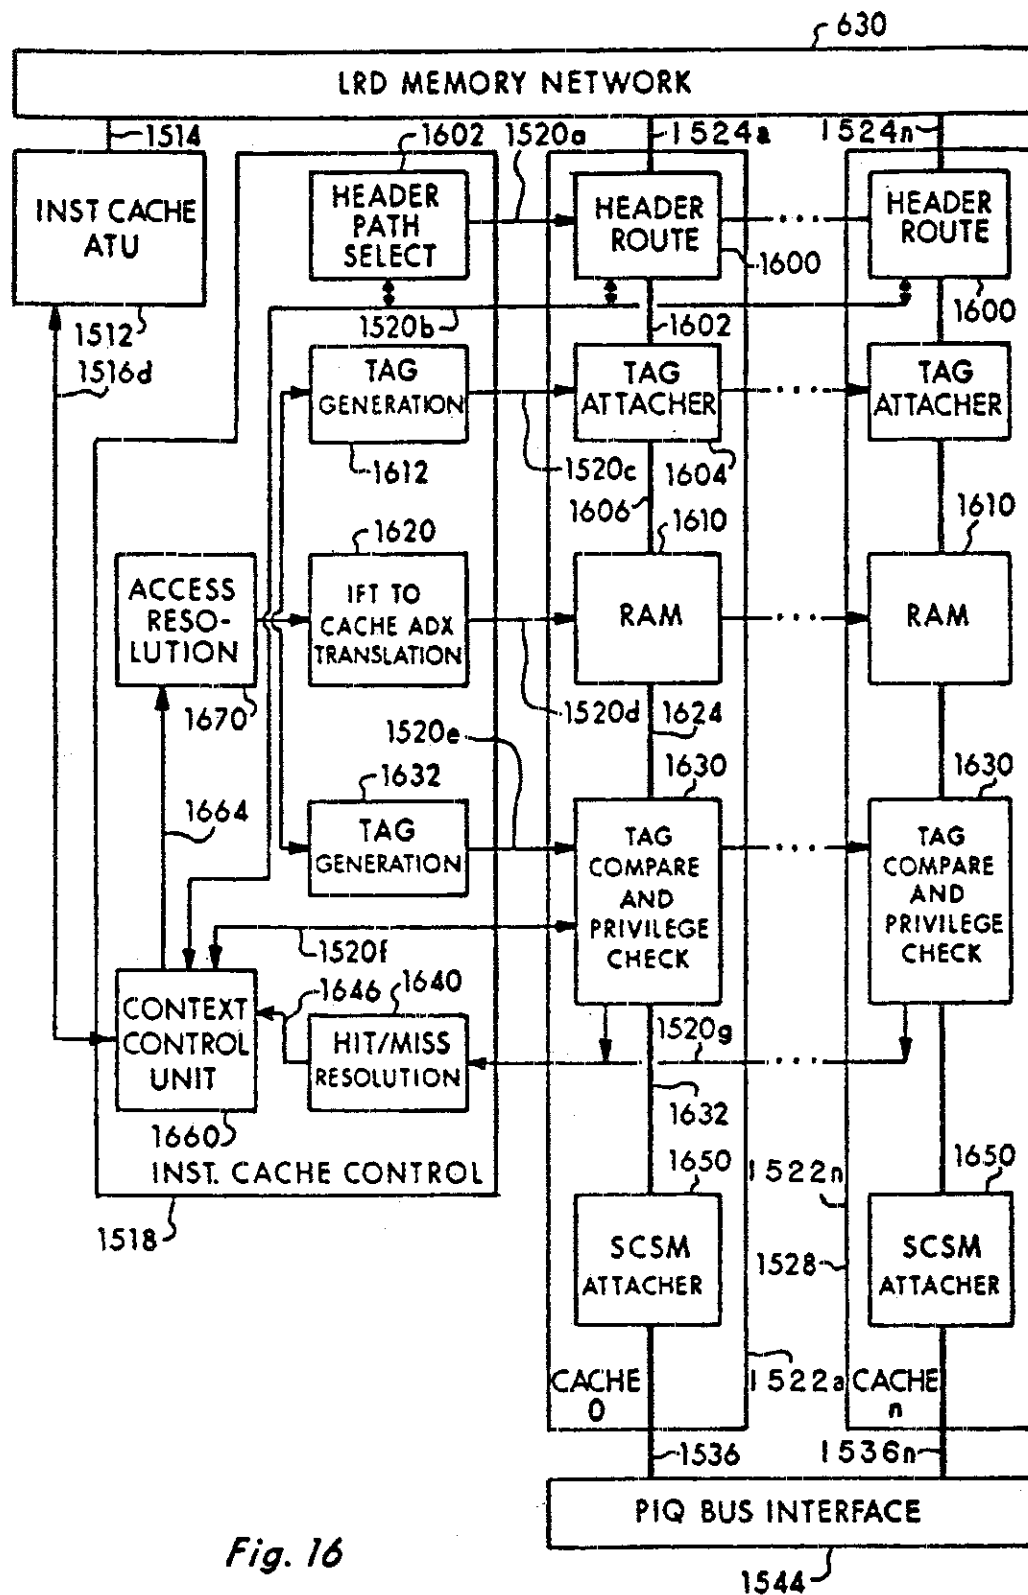 630
LRD MEMORY NETWORK
1514
1602
1520a
1524a
1524n
INST CACHE
ATU
HEADER
PATH
SELECT
HEADER
ROUTE
HEADER
ROUTE
1600
1600
1512
1520b
1602
1516d
TAG
GENERATION
TAG
ATTACHER
TAG
ATTACHER
1612
1520c
1604
1606
1620
1610
1610
ACCESS
RESO-
LUTION
IFT TO
CACHE ADX
TRANSLATION
RAM
RAM
1670
1520d
1624
1520e
1632
1630
1630
1664
TAG
GENERATION
TAG
COMPARE
AND
PRIVILEGE
CHECK
TAG
COMPARE
AND
PRIVILEGE
CHECK
1520f
1646
1640
CONTEXT
CONTROL
UNIT
HIT/MISS
RESOLUTION
1520g
1632
1660
INST. CACHE CONTROL
1650
1522n
1650
1518
SCSM
ATTACHER
1528
SCSM
ATTACHER
CACHE
0
1522a
CACHE
n
1536
1536n
PIQ BUS INTERFACE
Fig. 16
1544